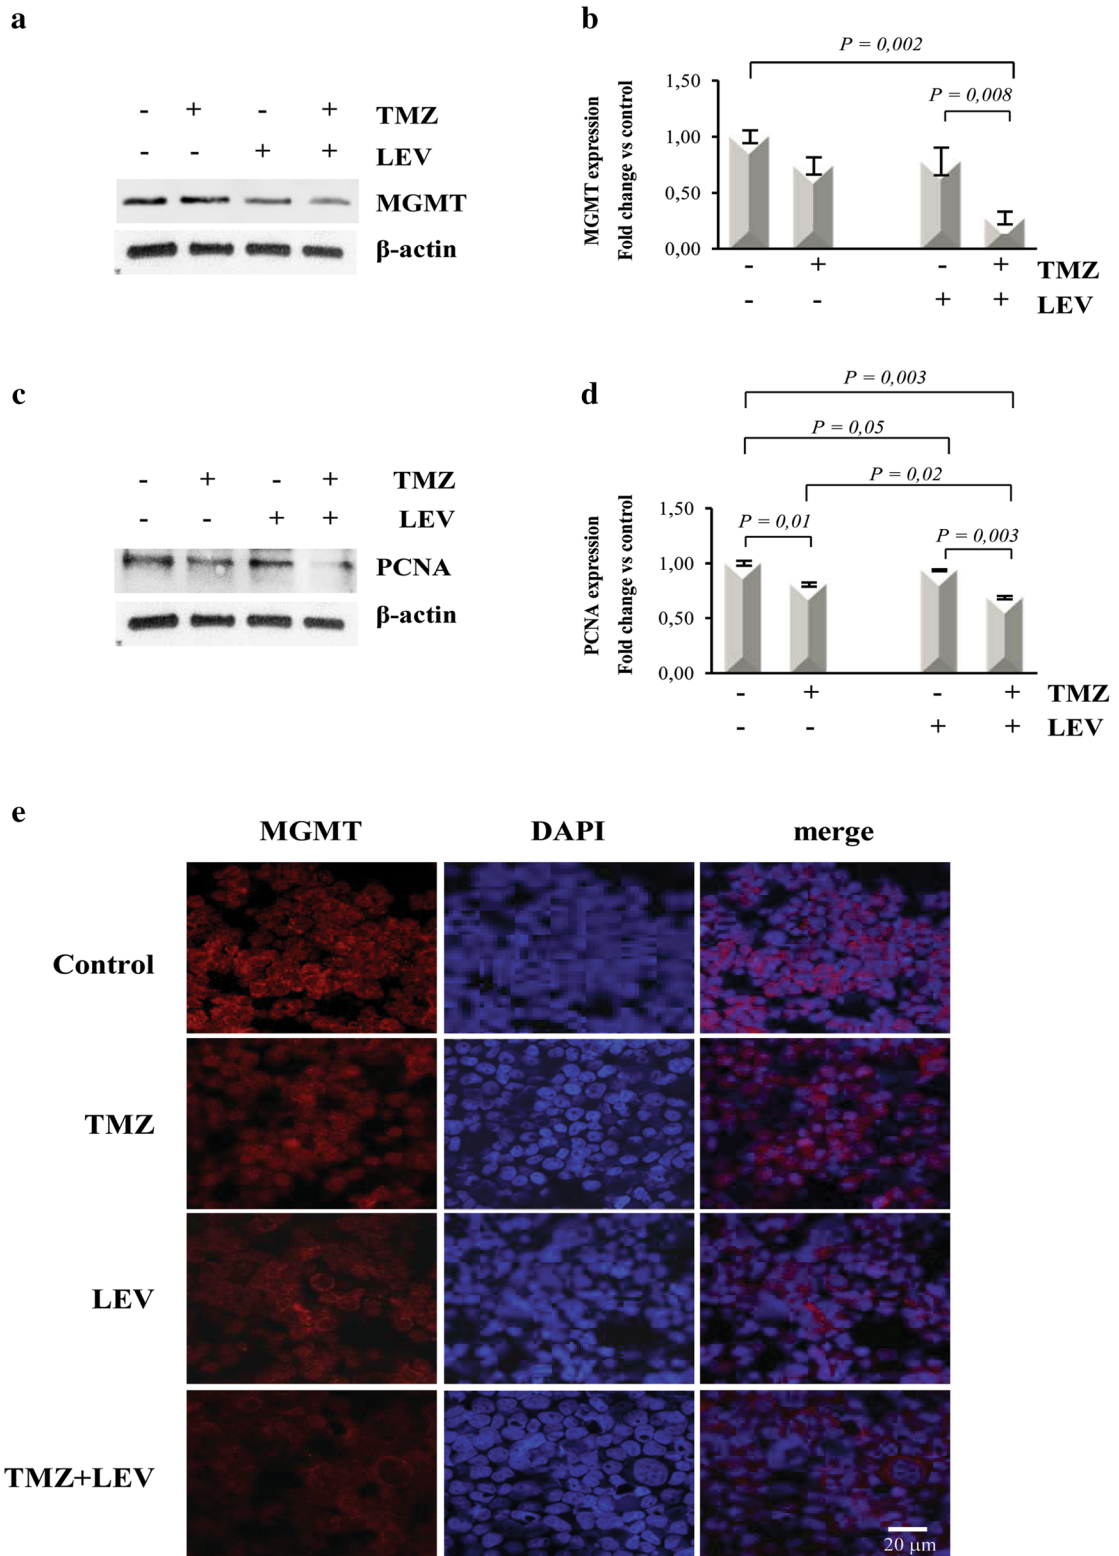 a
- + - + TMZ
- - + + LEV
MGMT
β-actin
b
P = 0,002
P = 0,008
MGMT expression
Fold change vs control
1,50
1,00
0,50
0,00
- + - + TMZ
- - + + LEV
c
- + - + TMZ
- - + + LEV
PCNA
β-actin
d
P = 0,003
P = 0,05
P = 0,02
P = 0,01
P = 0,003
PCNA expression
Fold change vs control
1,50
1,00
0,50
0,00
- + - + TMZ
- - + + LEV
e
MGMT DAPI merge
Control
TMZ
LEV
TMZ+LEV
20 μm